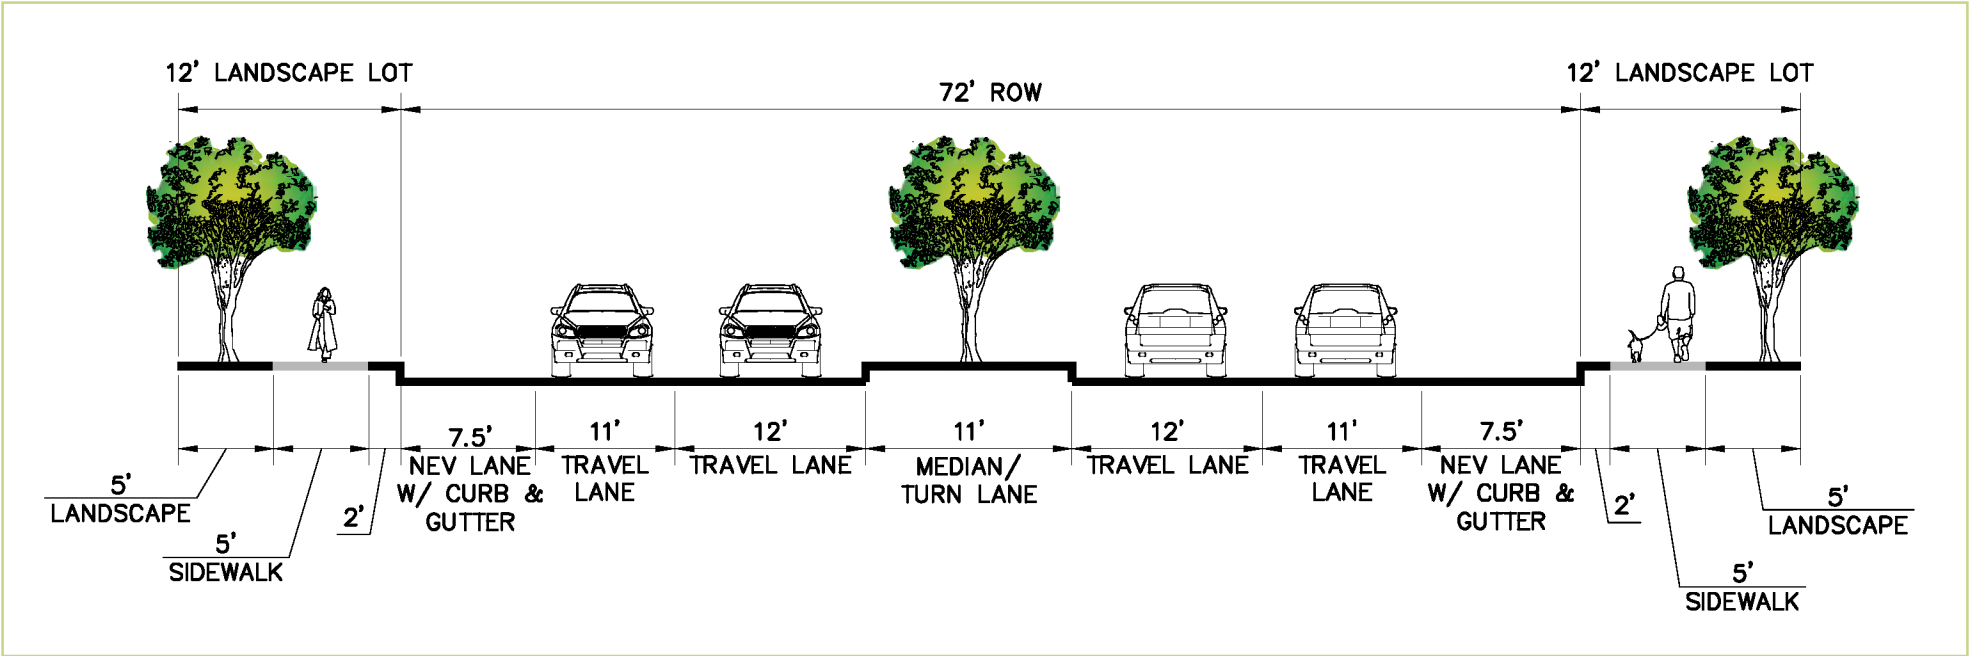 12' LANDSCAPE LOT
72' ROW
12' LANDSCAPE LOT
7.5'
NEV LANE
W/ CURB &
GUTTER
11'
TRAVEL
LANE
12'
TRAVEL LANE
11'
MEDIAN/
TURN LANE
12'
TRAVEL LANE
11'
TRAVEL
LANE
7.5'
NEV LANE
W/ CURB &
GUTTER
5'
LANDSCAPE
5'
SIDEWALK
2'
2'
5'
SIDEWALK
5'
LANDSCAPE